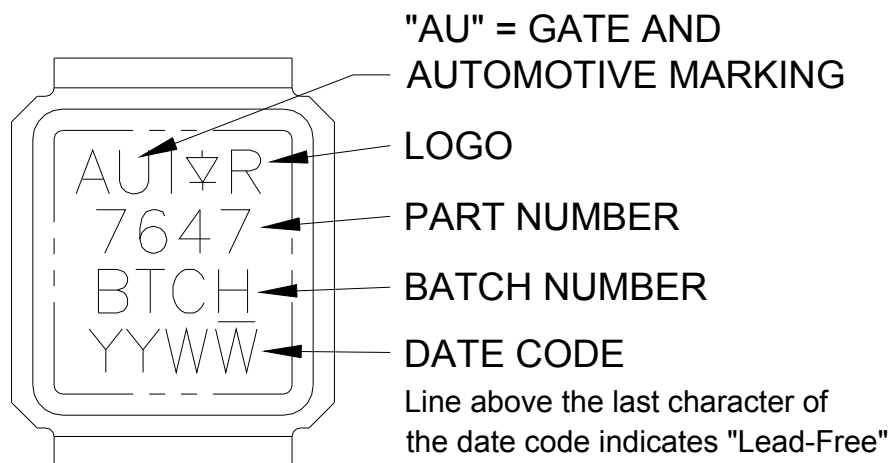 "AU" = GATE AND
AUTOMOTIVE MARKING
AUI R
LOGO
7647
PART NUMBER
BTCH
BATCH NUMBER
YYWW̅
DATE CODE
Line above the last character of
the date code indicates "Lead-Free"